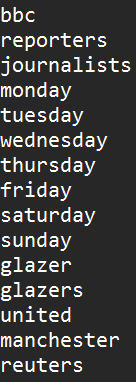 bbc
reporters
journalists
monday
tuesday
wednesday
thursday
friday
saturday
sunday
glazer
glazers
united
manchester
reuters